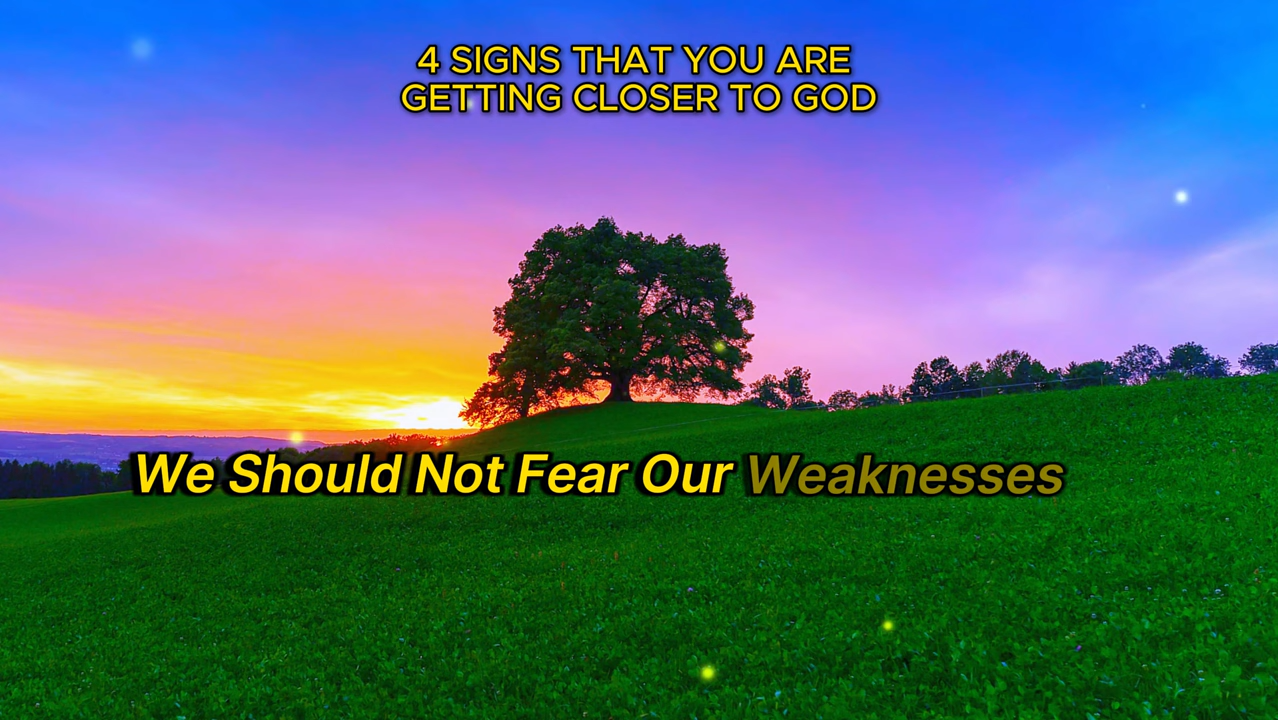 4 SIGNS THAT YOU ARE
GETTING CLOSER TO GOD
We Should Not Fear Our Weaknesses